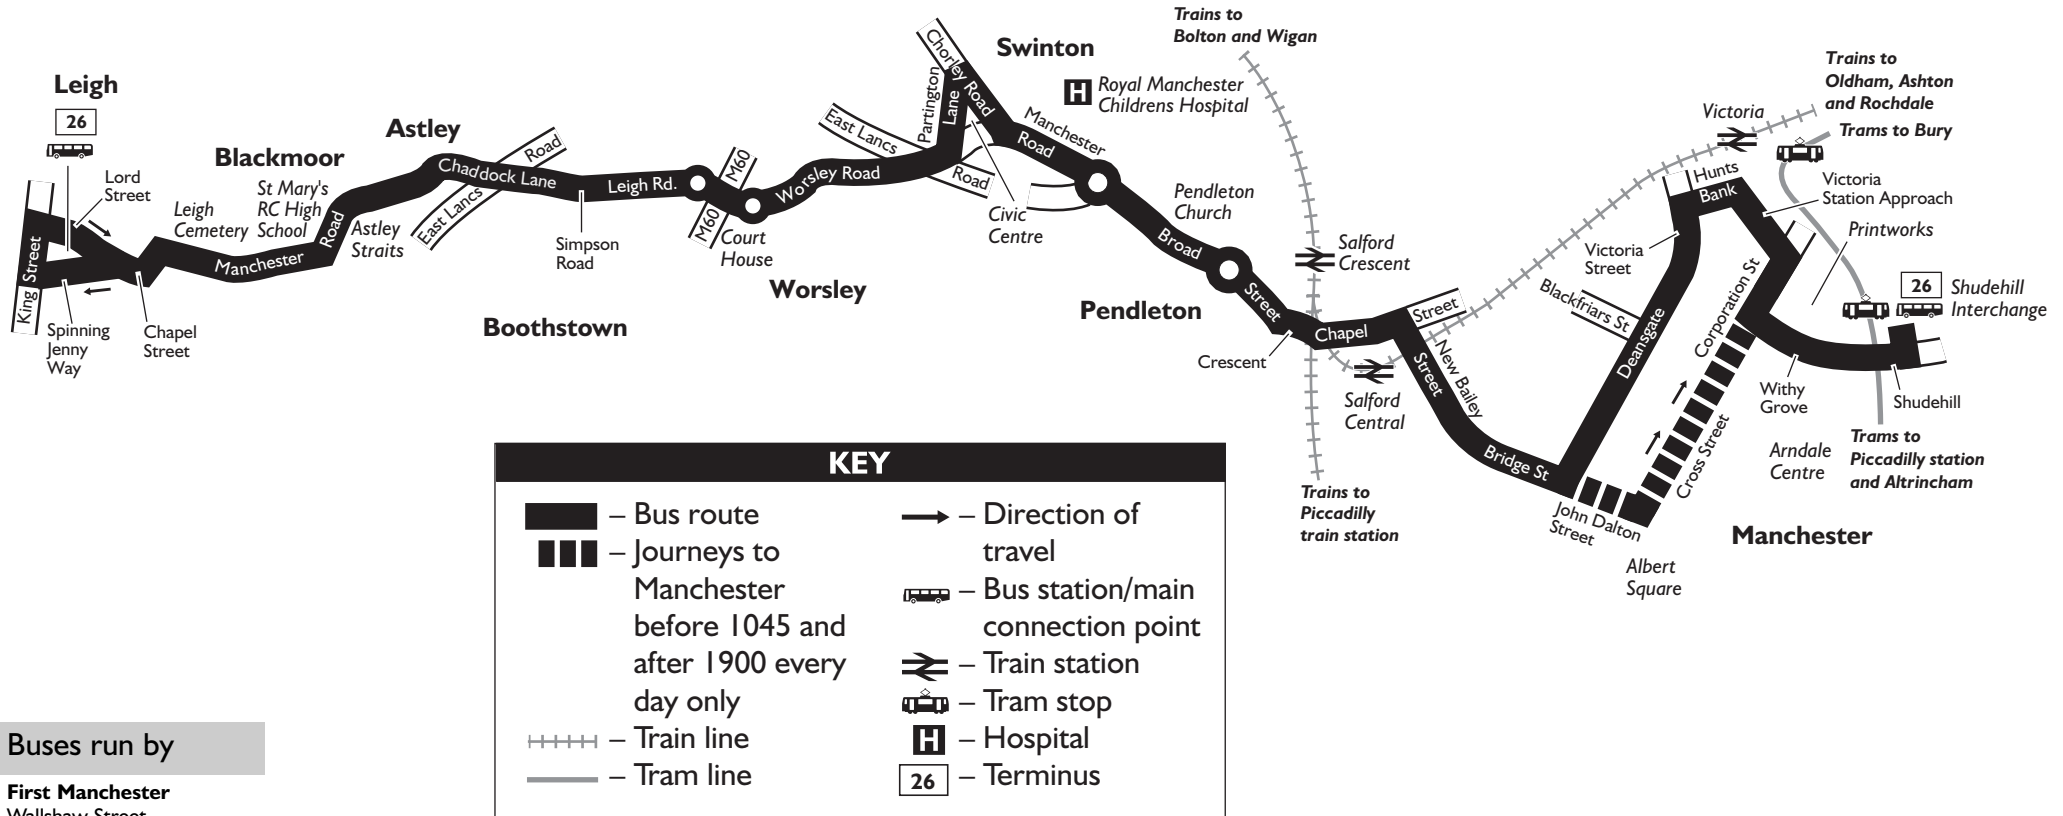 Leigh
26
Lord
Street
King Street
Spinning
Jenny
Way
Chapel
Street
Blackmoor
Leigh
Cemetery
St Mary's
RC High
School
Manchester
Road
Astley
Straits
Astley
Chaddock Lane
East Lancs
Road
Boothstown
Simpson
Road
Leigh Rd.
M60
M60
Court
House
Worsley
Worsley Road
East Lancs
Road
Partington
Lane
Chorley Road
Road
Civic
Centre
Swinton
Royal Manchester
Childrens Hospital
H
Manchester
Road
Pendleton
Church
Pendleton
Broad
Street
Crescent
Trains to
Bolton and Wigan
Salford
Crescent
Chapel
Street
Salford
Central
Trains to
Piccadilly
train station
New Bailey
Street
Bridge St
John Dalton
Street
Albert
Square
Blackfriars St
Deansgate
Victoria
Street
Hunts
Bank
Victoria
Trains to
Oldham, Ashton
and Rochdale
Trams to Bury
Victoria
Station Approach
Printworks
Corporation St
Cross Street
Withy
Grove
Arndale
Centre
26
Shudehill
Interchange
Shudehill
Trams to
Piccadilly station
and Altrincham
Manchester
KEY
– Bus route
– Journeys to
Manchester
before 1045 and
after 1900 every
day only
– Train line
– Tram line
– Direction of
travel
– Bus station/main
connection point
– Train station
– Tram stop
H – Hospital
26 – Terminus
Buses run by
First Manchester
Wallshaw Street